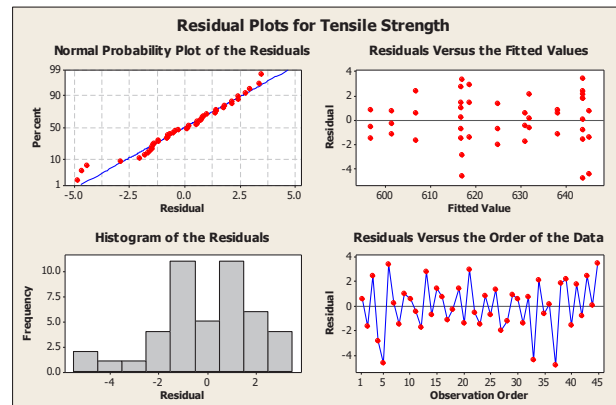 Residual Plots for Tensile Strength
Normal Probability Plot of the Residuals
99
90
50
10
1
Percent
-5.0 -2.5 0.0 2.5 5.0
Residual
Residuals Versus the Fitted Values
4
2
0
-2
-4
Residual
600 610 620 630 640
Fitted Value
Histogram of the Residuals
10.0
7.5
5.0
2.5
0.0
Frequency
-4 -2 0 2
Residual
Residuals Versus the Order of the Data
4
2
0
-2
-4
Residual
1 5 10 15 20 25 30 35 40 45
Observation Order